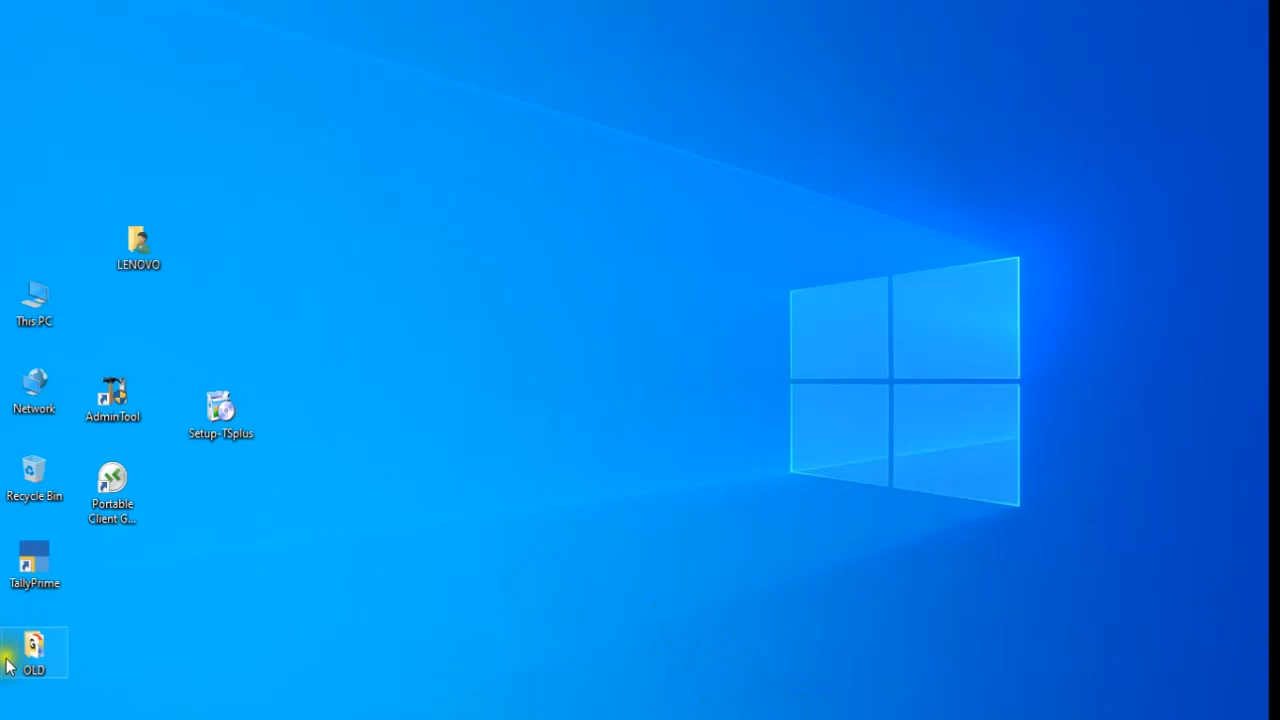 LENOVO
This PC
Network
AdminTool
Setup-TSplus
Recycle Bin
Portable
Client G...
TallyPrime
OLD